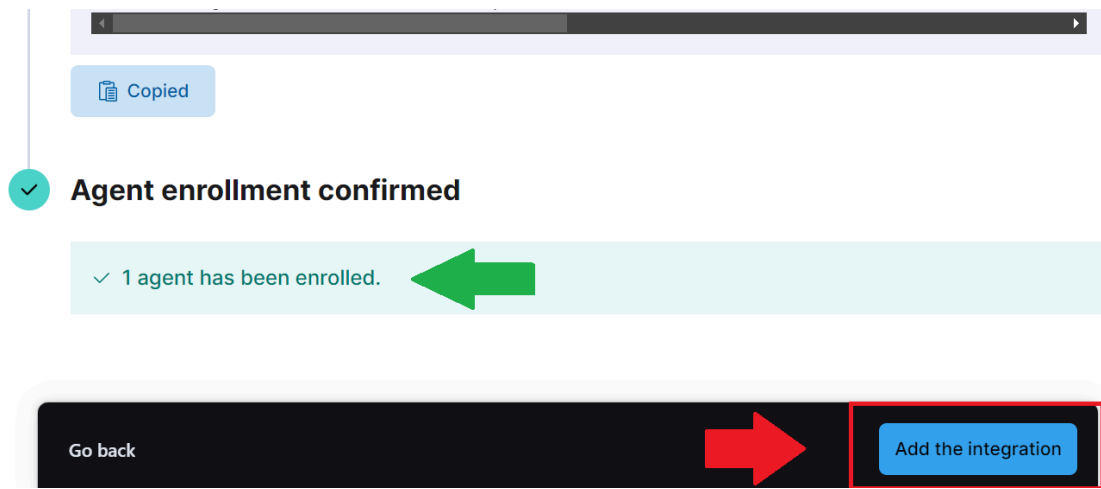 Copied
Agent enrollment confirmed
1 agent has been enrolled.
Go back
Add the integration